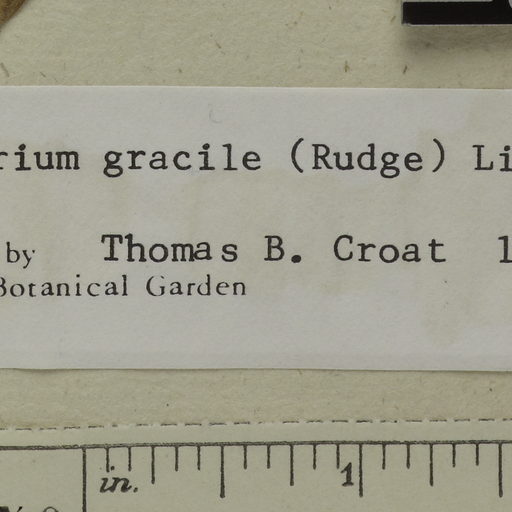 rium gracile (Rudge) Li
by Thomas B. Croat 1
Botanical Garden
in. 1